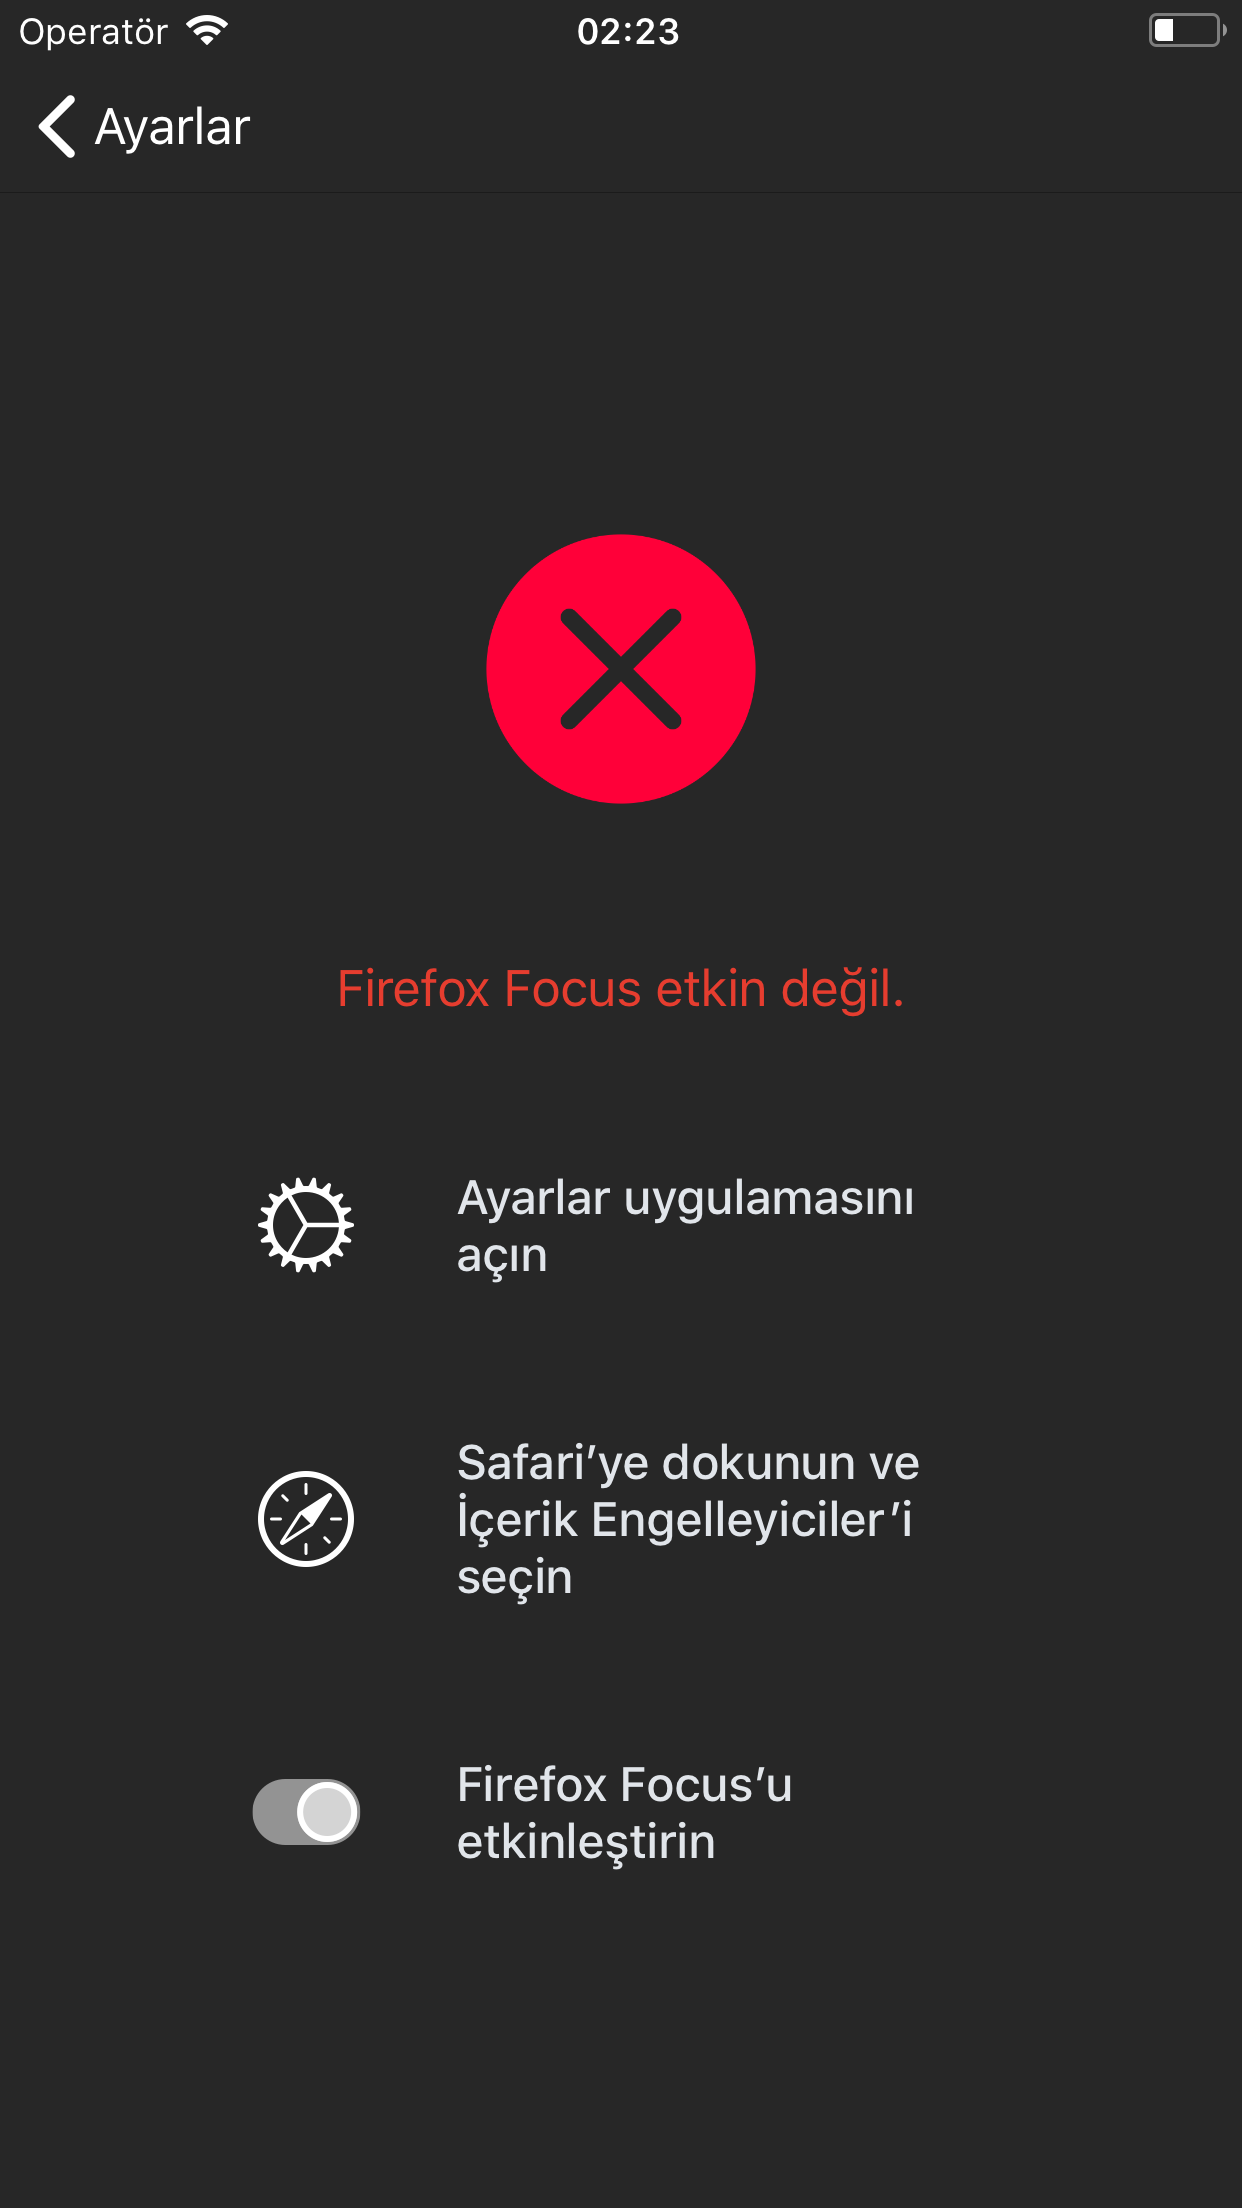 Operatör
02:23
Ayarlar
Firefox Focus etkin değil.
Ayarlar uygulamasını
açın
Safari’ye dokunun ve
İçerik Engelleyiciler’i
seçin
Firefox Focus’u
etkinleştirin